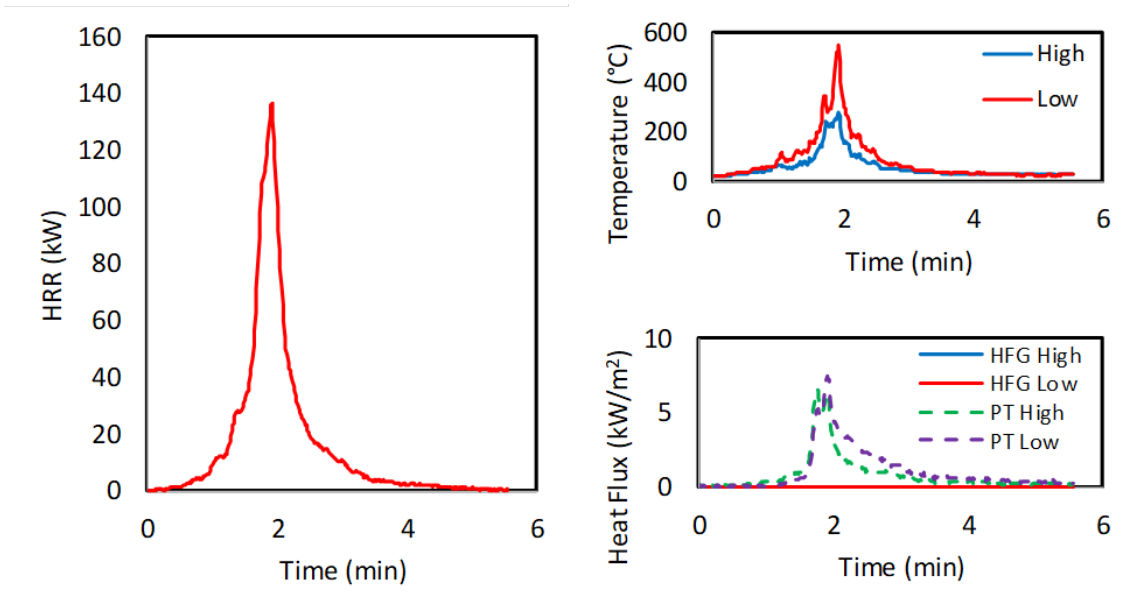 160
140
120
100
80
60
40
20
0
HRR (kW)
0 2 4 6
Time (min)
600
400
200
0
Temperature (°C)
High
Low
0 2 4 6
Time (min)
10
5
0
Heat Flux (kW/m²)
HFG High
HFG Low
PT High
PT Low
0 2 4 6
Time (min)